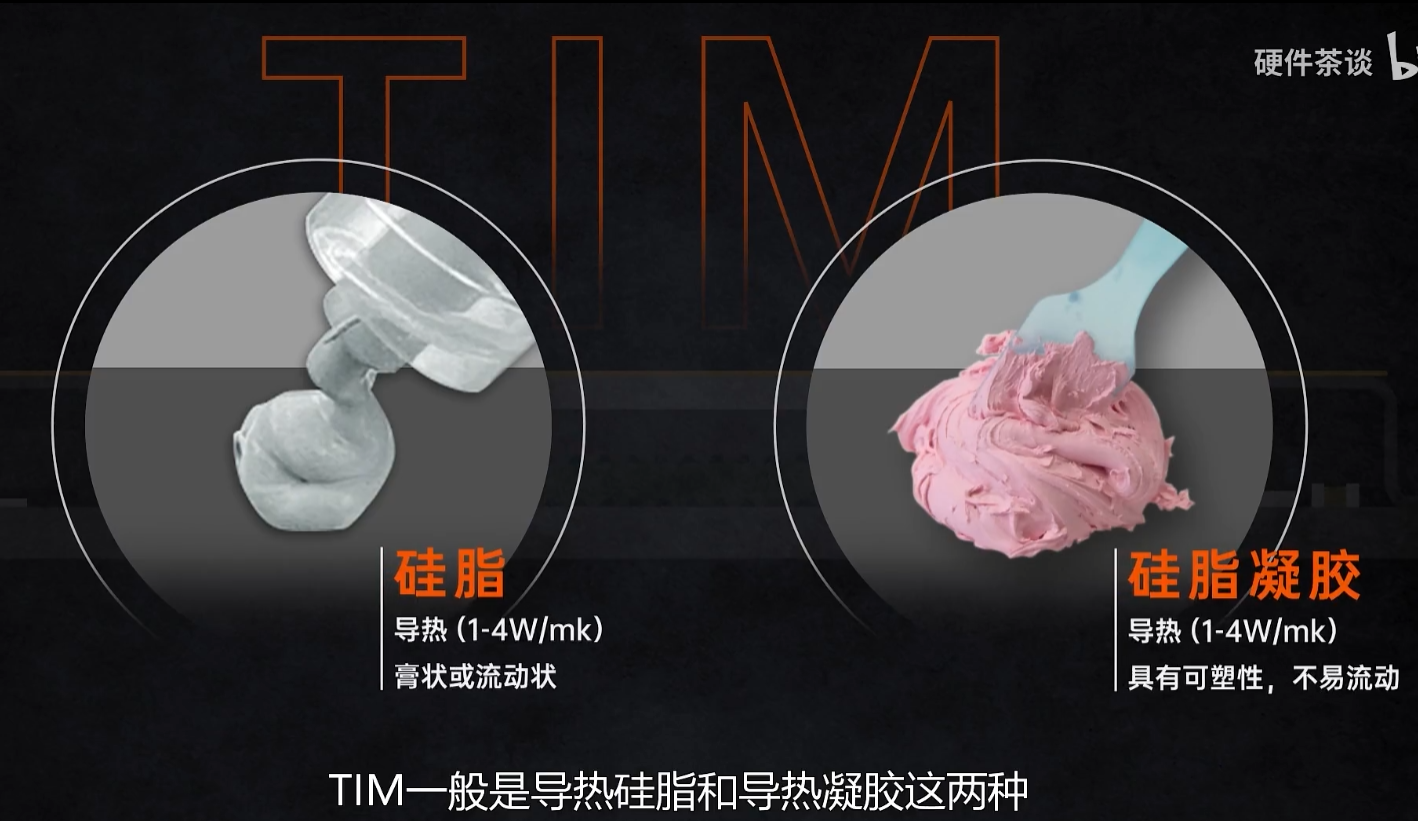 TIM
硬件茶谈
硅脂
导热 (1-4W/mk)
膏状或流动状
硅脂凝胶
导热 (1-4W/mk)
具有可塑性，不易流动
TIM一般是导热硅脂和导热凝胶这两种